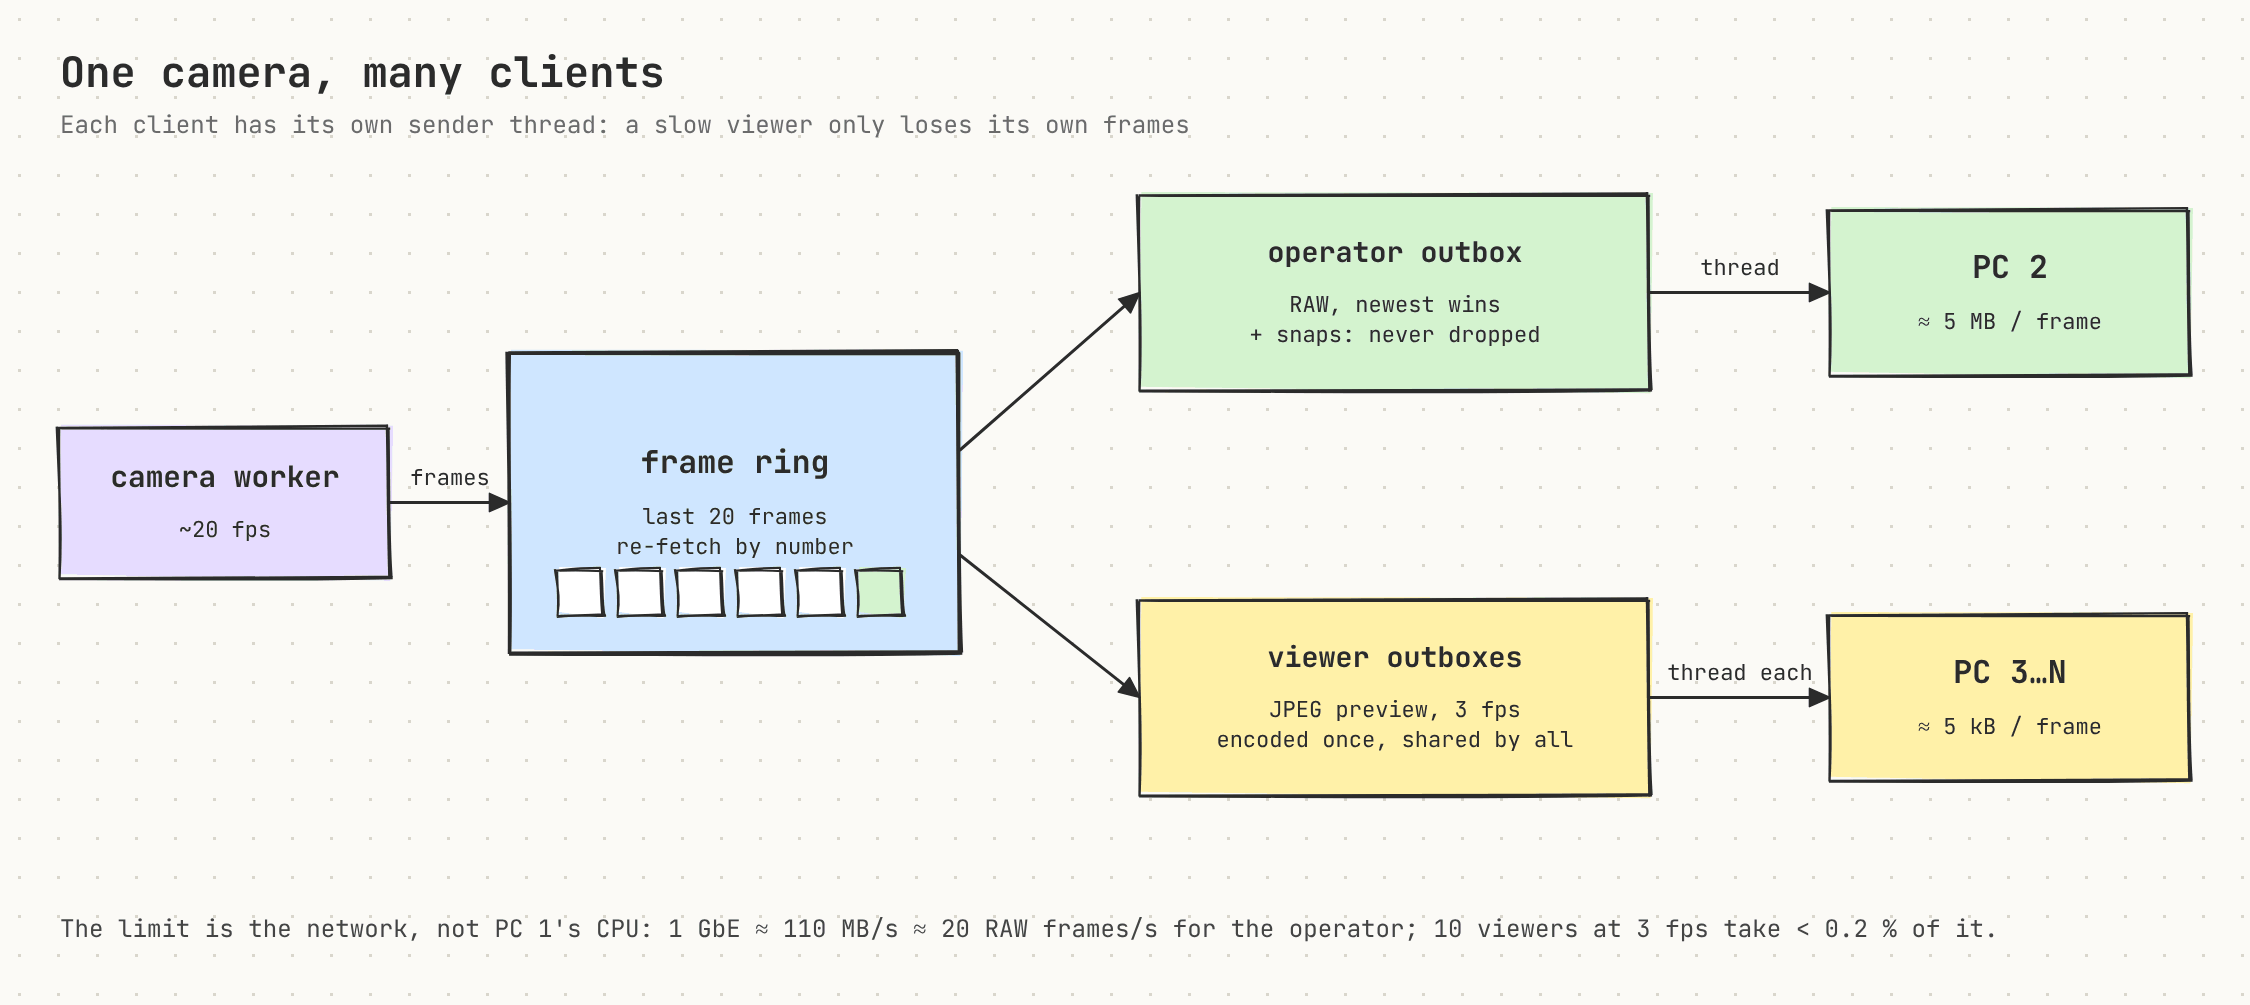 One camera, many clients
Each client has its own sender thread: a slow viewer only loses its own frames
camera worker
~20 fps
frames
frame ring
last 20 frames
re-fetch by number
operator outbox
RAW, newest wins
+ snaps: never dropped
thread
PC 2
≈ 5 MB / frame
viewer outboxes
JPEG preview, 3 fps
encoded once, shared by all
thread each
PC 3…N
≈ 5 kB / frame
The limit is the network, not PC 1's CPU: 1 GbE ≈ 110 MB/s ≈ 20 RAW frames/s for the operator; 10 viewers at 3 fps take < 0.2 % of it.